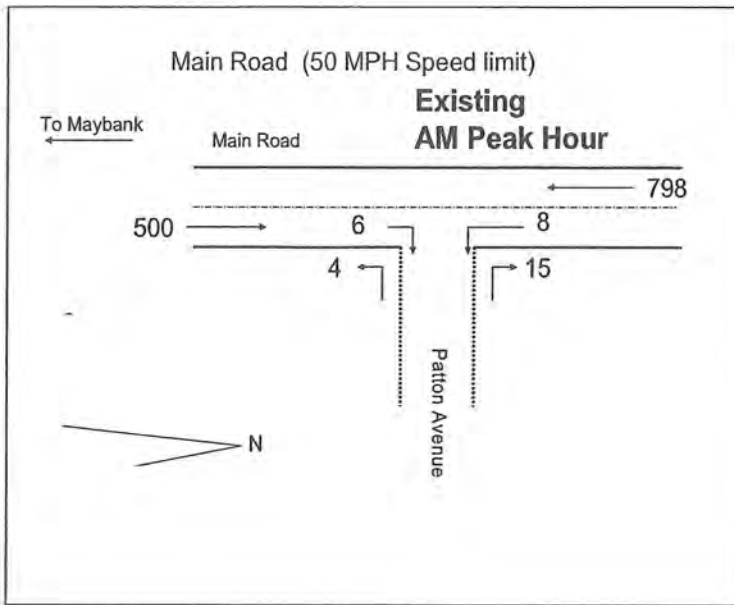 Main Road (50 MPH Speed limit)
Existing
AM Peak Hour
To Maybank
Main Road
798
500
6
8
4
15
Patton Avenue
N